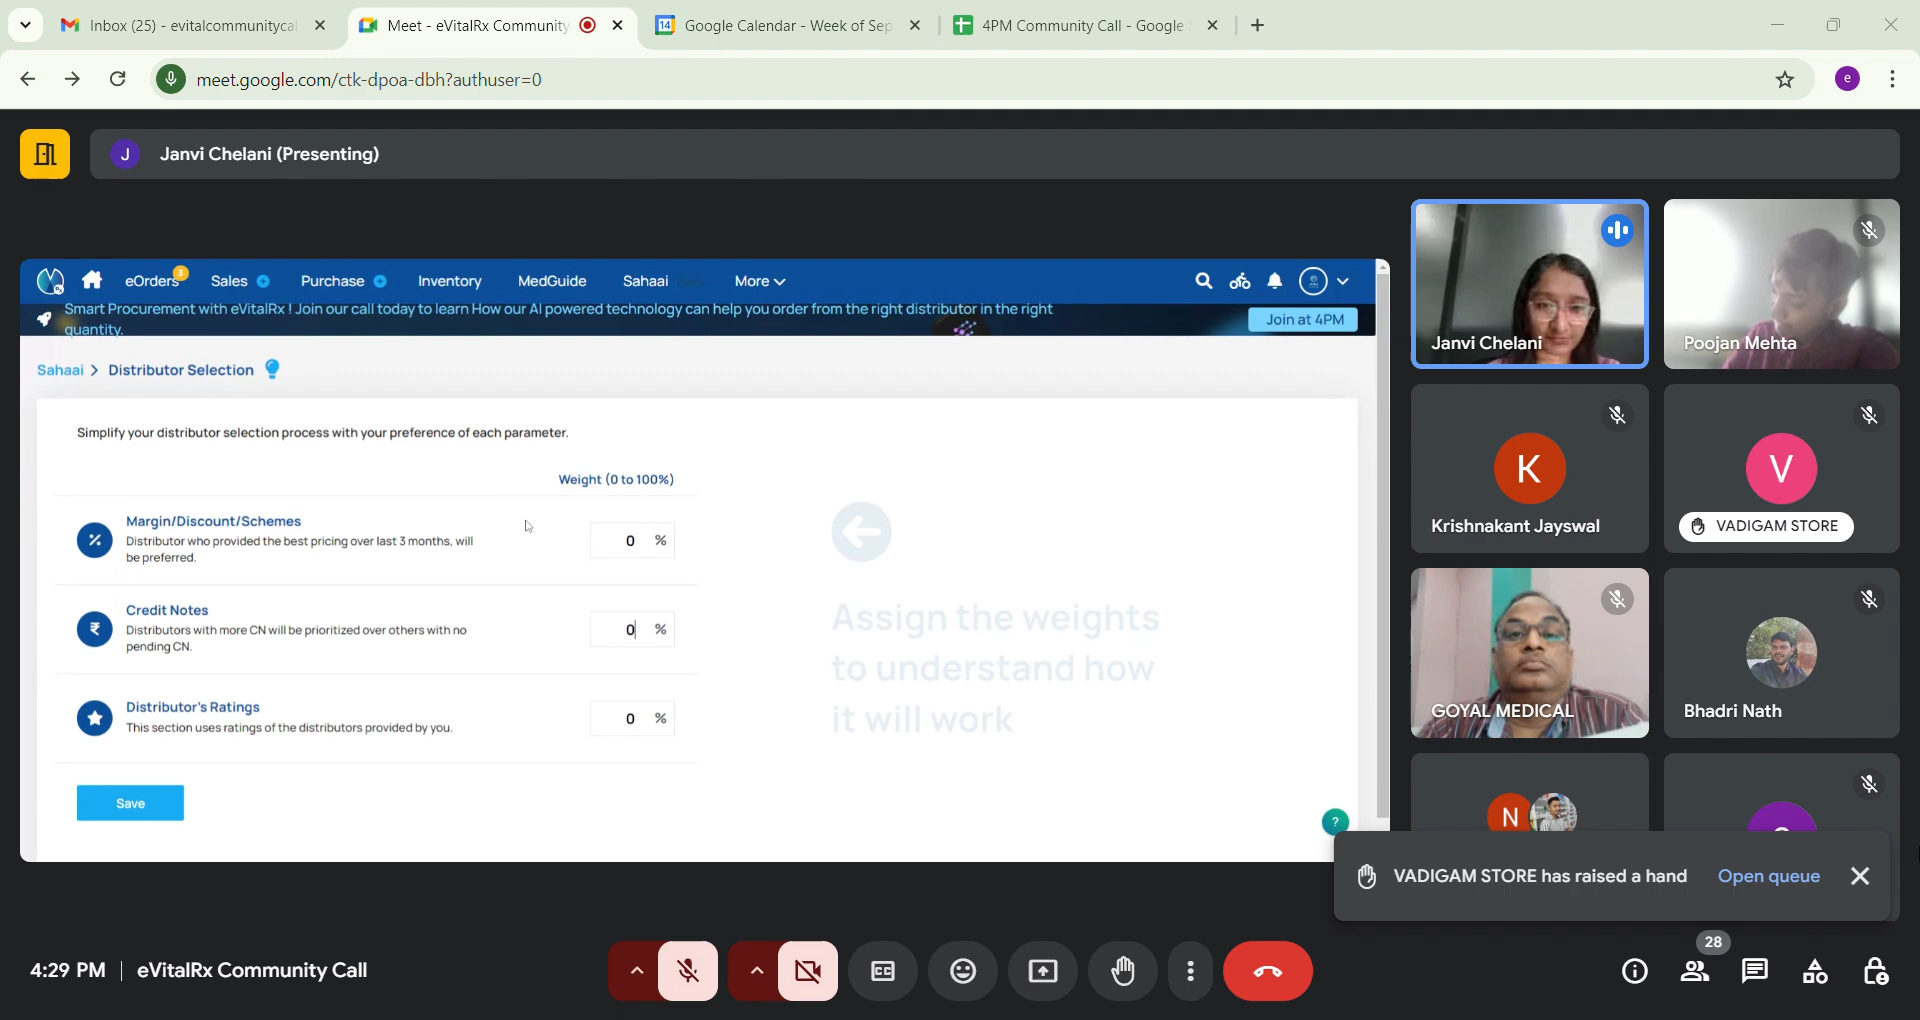 Inbox (25) - evitalcommunityca
Meet - eVitalRx Community
Google Calendar - Week of Sep
4PM Community Call - Google
meet.google.com/ctk-dpoa-dbh?authuser=0
e
J
Janvi Chelani (Presenting)
eOrders 3
Sales
Purchase
Inventory
MedGuide
Sahaai
More
Smart Procurement with eVitalRx ! Join our call today to learn How our AI powered technology can help you order from the right distributor in the right
quantity.
Join at 4PM
Sahaai > Distributor Selection
Simplify your distributor selection process with your preference of each parameter.
Weight (0 to 100%)
Margin/Discount/Schemes
Distributor who provided the best pricing over last 3 months, will
be preferred.
0 %
Credit Notes
Distributors with more CN will be prioritized over others with no
pending CN.
0 %
Distributor's Ratings
This section uses ratings of the distributors provided by you.
0 %
Save
Assign the weights
to understand how
it will work
?
Janvi Chelani
Poojan Mehta
K
Krishnakant Jayswal
V
VADIGAM STORE
GOYAL MEDICAL
Bhadri Nath
N
VADIGAM STORE has raised a hand
Open queue
4:29 PM | eVitalRx Community Call
28